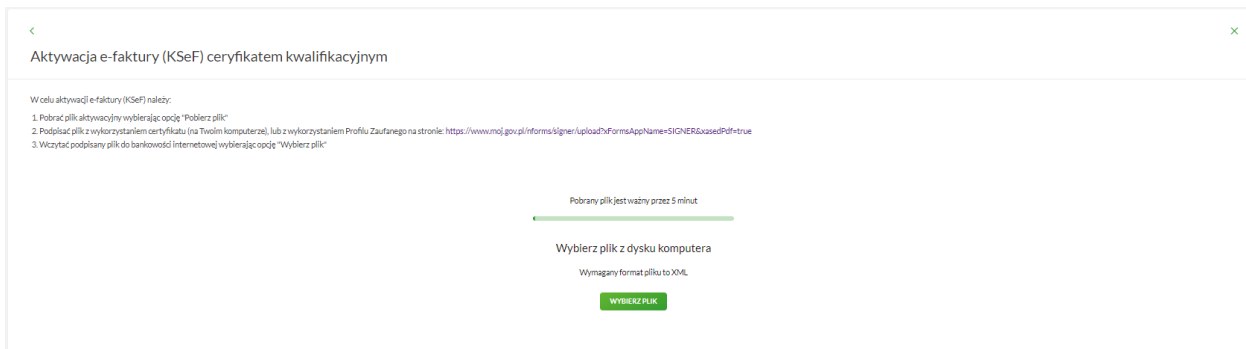 Aktywacja e-faktury (KSeF) ceryfikatem kwalifikacyjnym
W celu aktywacji e-faktury (KSeF) należy:
1. Pobrać plik aktywacyjny wybierając opcję "Pobierz plik"
2. Podpisać plik z wykorzystaniem certyfikatu (na Twoim komputerze), lub z wykorzystaniem Profilu Zaufanego na stronie: https://www.moj.gov.pl/nforms/signer/upload?xFormsAppName=SIGNER&xasedPdf=true
3. Wczytać podpisany plik do bankowości internetowej wybierając opcję "Wybierz plik"
Pobrany plik jest ważny przez 5 minut
Wybierz plik z dysku komputera
Wymagany format pliku to XML
WYBIERZ PLIK